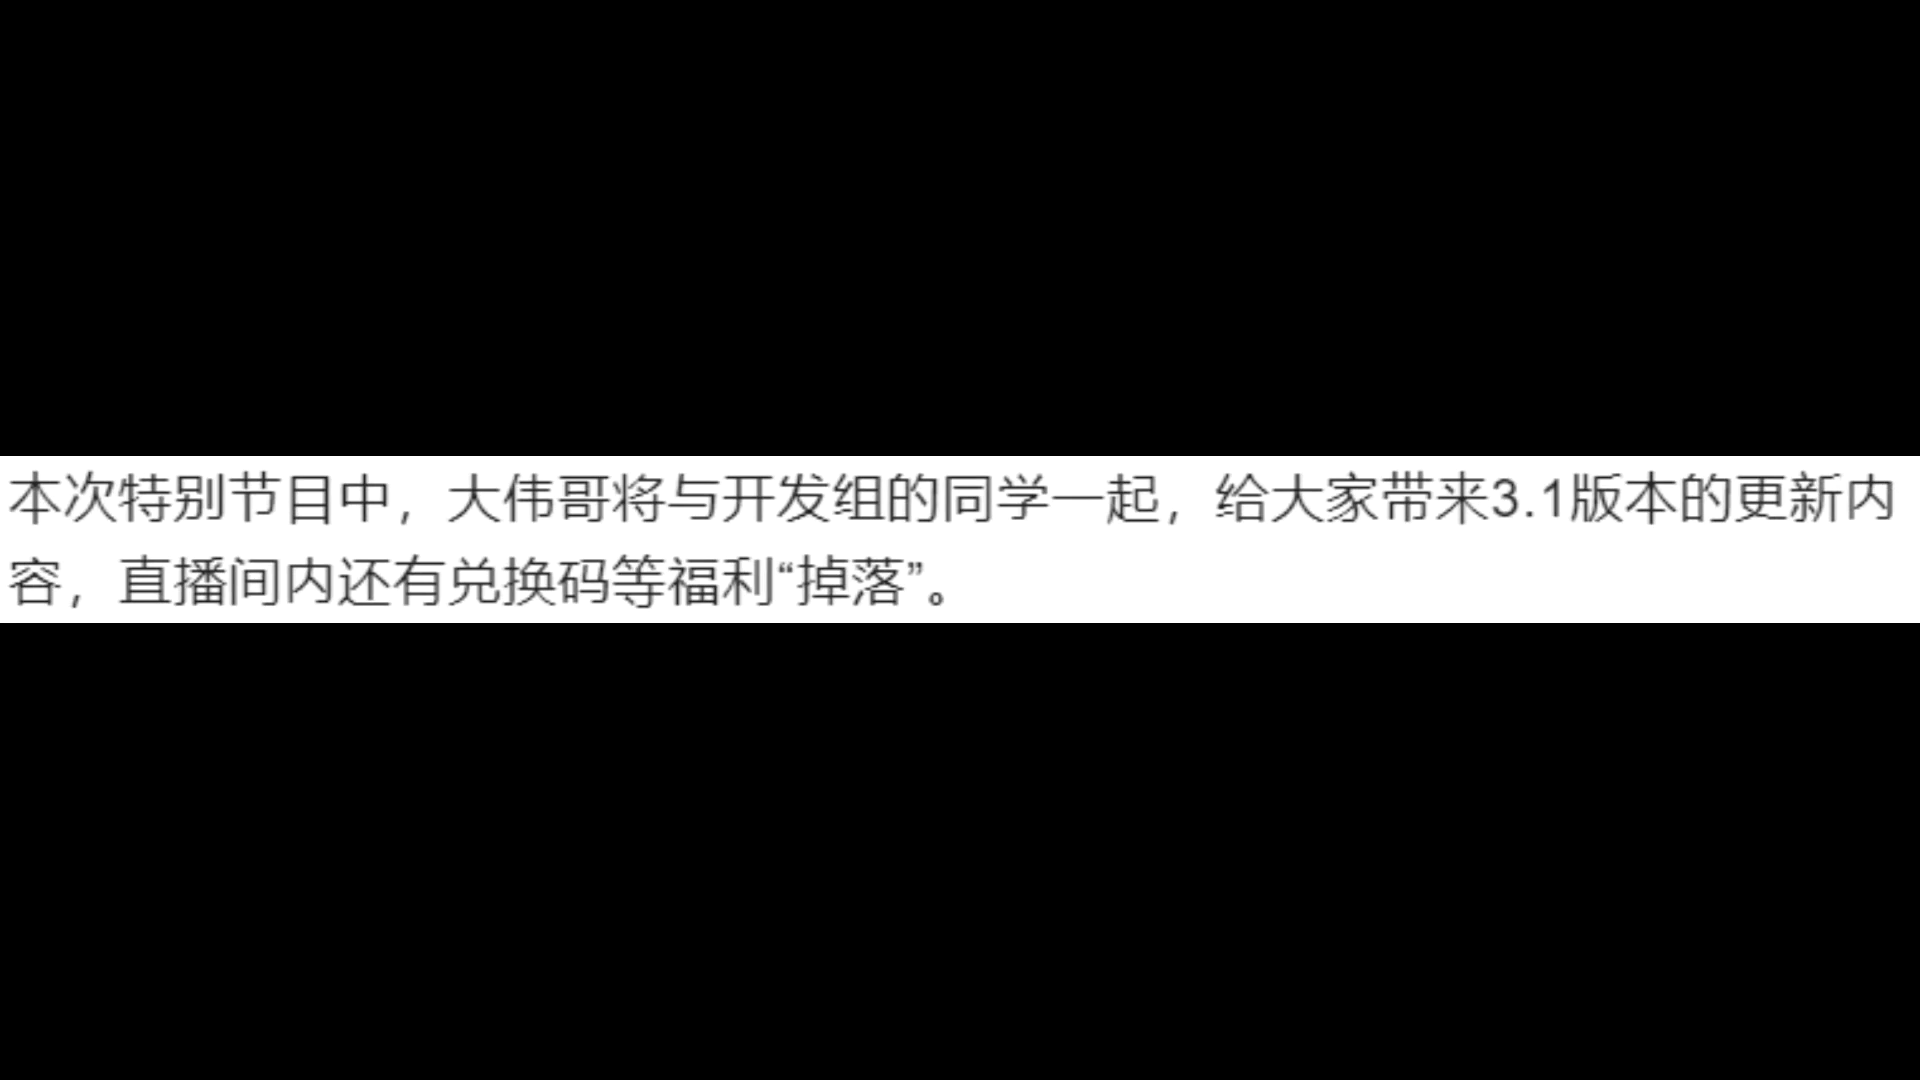 本次特别节目中，大伟哥将与开发组的同学一起，给大家带来3.1版本的更新内
容，直播间内还有兑换码等福利“掉落”。